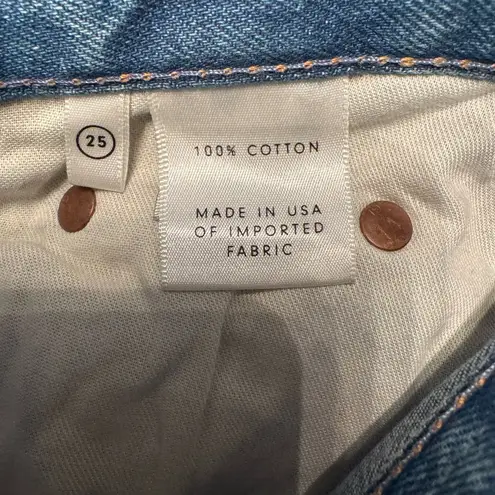 25
100% COTTON
MADE IN USA
OF IMPORTED
FABRIC